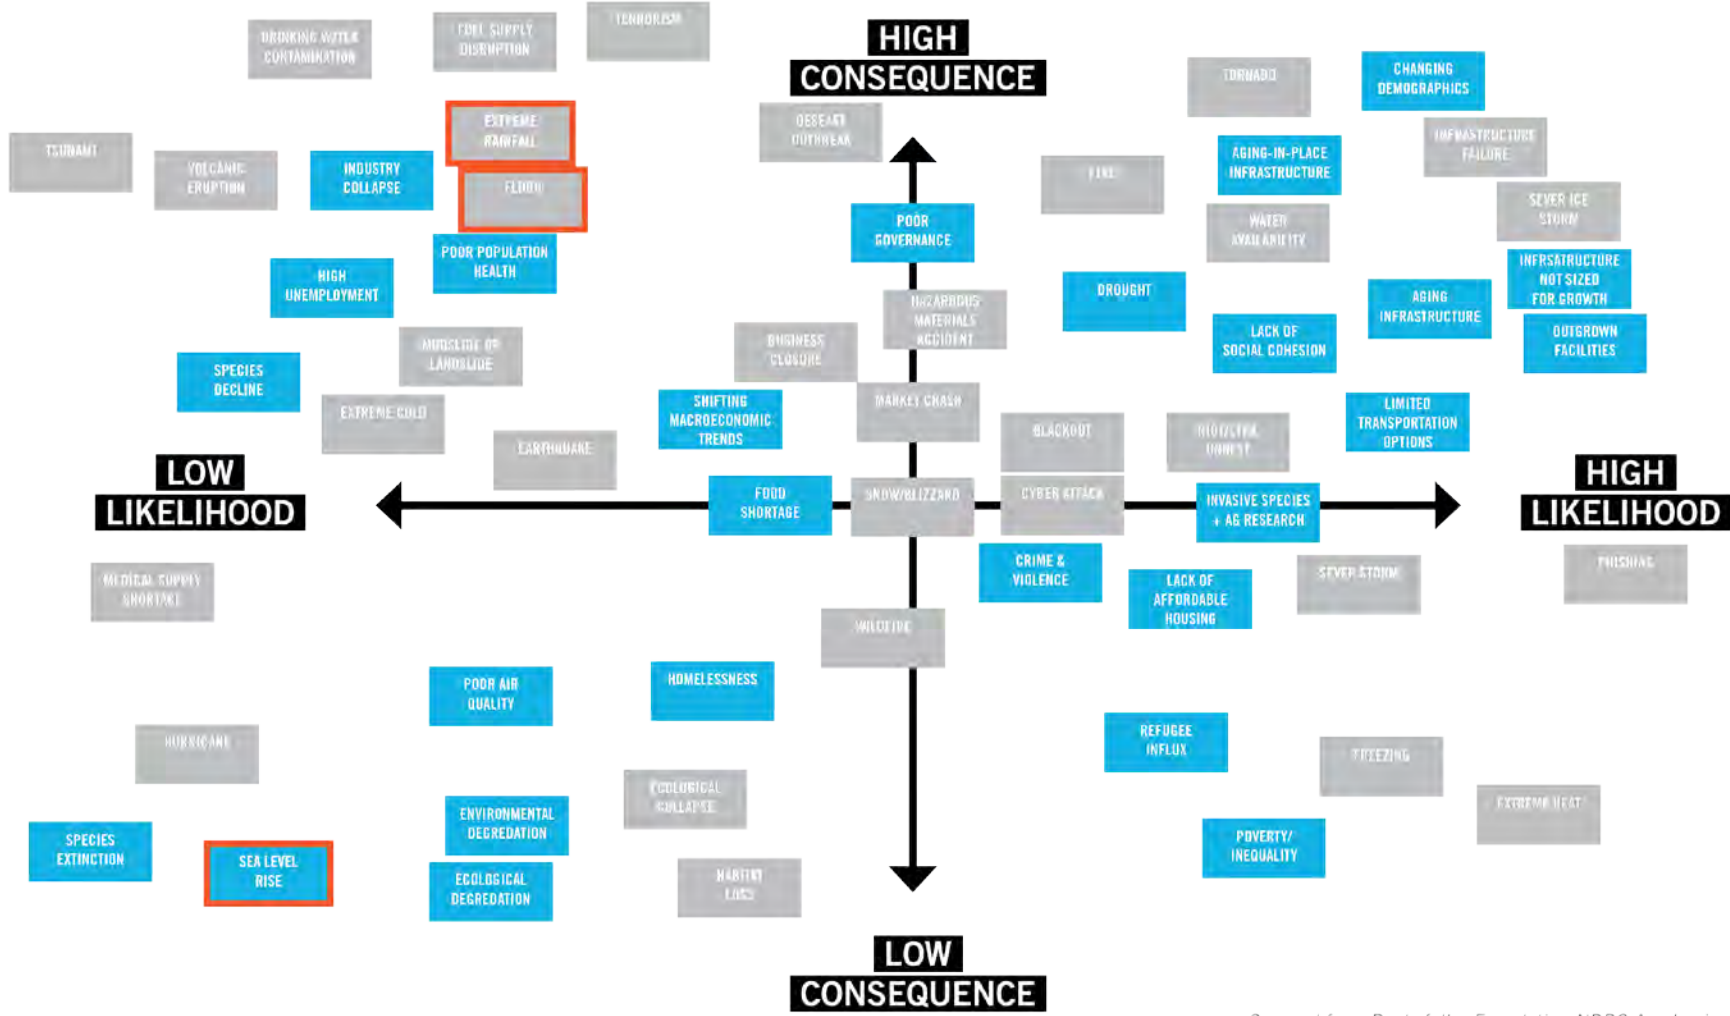 TERRORISM
DRINKING WATER
CONTAMINATION
FUEL SUPPLY
DISRUPTION
HIGH
CONSEQUENCE
TORNADO
CHANGING
DEMOGRAPHICS
EXTREME
RAINFALL
OUTBREAK
INFRASTRUCTURE
FAILURE
TSUNAMI
VOLCANIC
ERUPTION
INDUSTRY
COLLAPSE
FLOOD
FIRE
AGING-IN-PLACE
INFRASTRUCTURE
SEVER ICE
STORM
POOR
GOVERNANCE
WATER
AVAILABILITY
POOR POPULATION
HEALTH
HIGH
UNEMPLOYMENT
DROUGHT
AGING
INFRASTRUCTURE
INFRSATRUCTURE
NOT SIZED
FOR GROWTH
HAZARDOUS
MATERIALS
ACCIDENT
MUDSLIDE OR
LANDSLIDE
BUSINESS
CLOSURE
LACK OF
SOCIAL COHESION
OUTGROWN
FACILITIES
SPECIES
DECLINE
EXTREME COLD
SHIFTING
MACROECONOMIC
TRENDS
MARKET CRASH
LIMITED
TRANSPORTATION
OPTIONS
EARTHQUAKE
BLACKOUT
UNREST
LOW
LIKELIHOOD
FOOD
SHORTAGE
SNOW/BLIZZARD
CYBER ATTACK
INVASIVE SPECIES
+ AG RESEARCH
HIGH
LIKELIHOOD
MEDICAL SUPPLY
SHORTAGE
CRIME &
VIOLENCE
LACK OF
AFFORDABLE
HOUSING
SEVER STORM
PHISHING
WILDFIRE
POOR AIR
QUALITY
HOMELESSNESS
HURRICANE
REFUGEE
INFLUX
FREEZING
ECOLOGICAL
COLLAPSE
EXTREME HEAT
ENVIRONMENTAL
DEGREDATION
SPECIES
EXTINCTION
SEA LEVEL
RISE
POVERTY/
INEQUALITY
ECOLOGICAL
DEGREDATION
HABITAT
LOSS
LOW
CONSEQUENCE